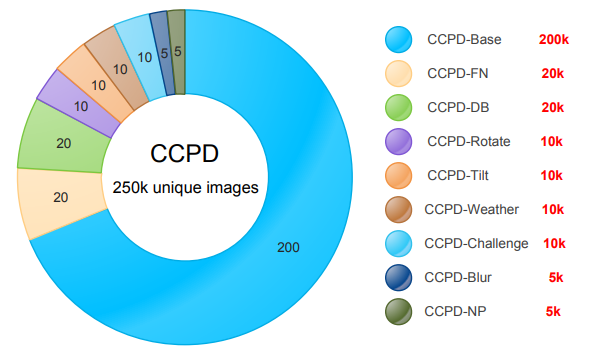 5
5
10
10
10
10
20
20
200
CCPD
250k unique images
CCPD-Base 200k
CCPD-FN 20k
CCPD-DB 20k
CCPD-Rotate 10k
CCPD-Tilt 10k
CCPD-Weather 10k
CCPD-Challenge 10k
CCPD-Blur 5k
CCPD-NP 5k